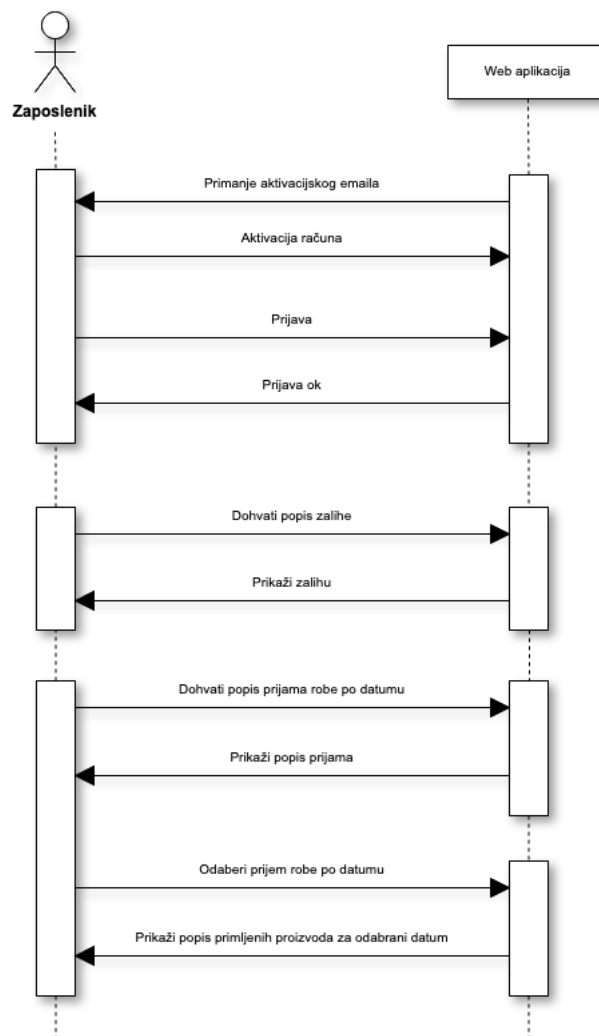 Web aplikacija
Zaposlenik
Primanje aktivacijskog emaila
Aktivacija računa
Prijava
Prijava ok
Dohvati popis zalihe
Prikaži zalihu
Dohvati popis prijama robe po datumu
Prikaži popis prijama
Odaberi prijem robe po datumu
Prikaži popis primljenih proizvoda za odabrani datum